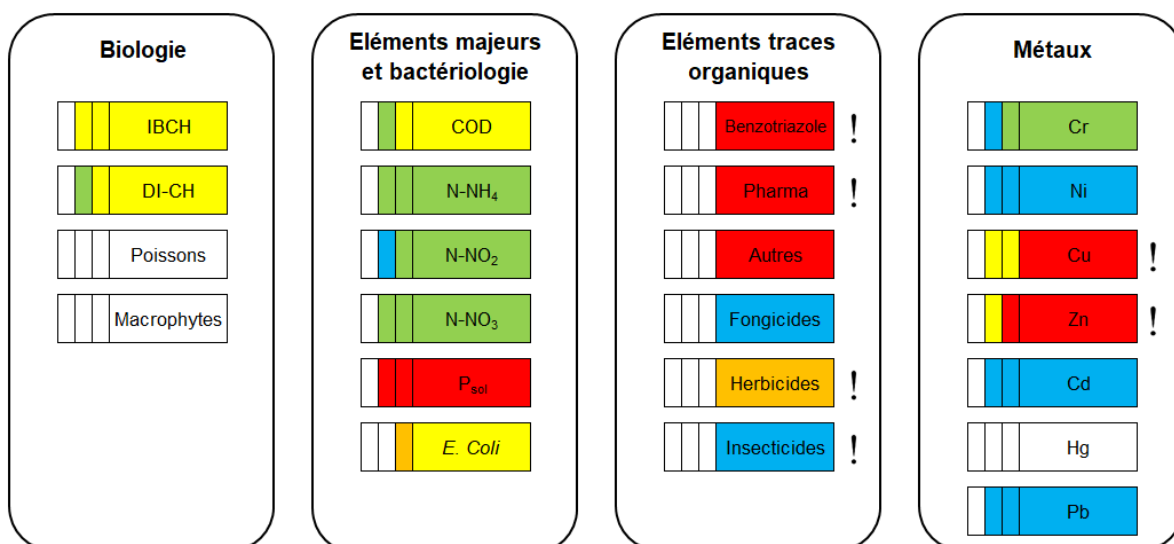 Biologie
IBCH
DI-CH
Poissons
Macrophytes
Eléments majeurs
et bactériologie
COD
N-NH₄
N-NO₂
N-NO₃
Psol
E. Coli
Eléments traces
organiques
Benzotriazole !
Pharma !
Autres
Fongicides
Herbicides !
Insecticides !
Métaux
Cr
Ni
Cu !
Zn !
Cd
Hg
Pb